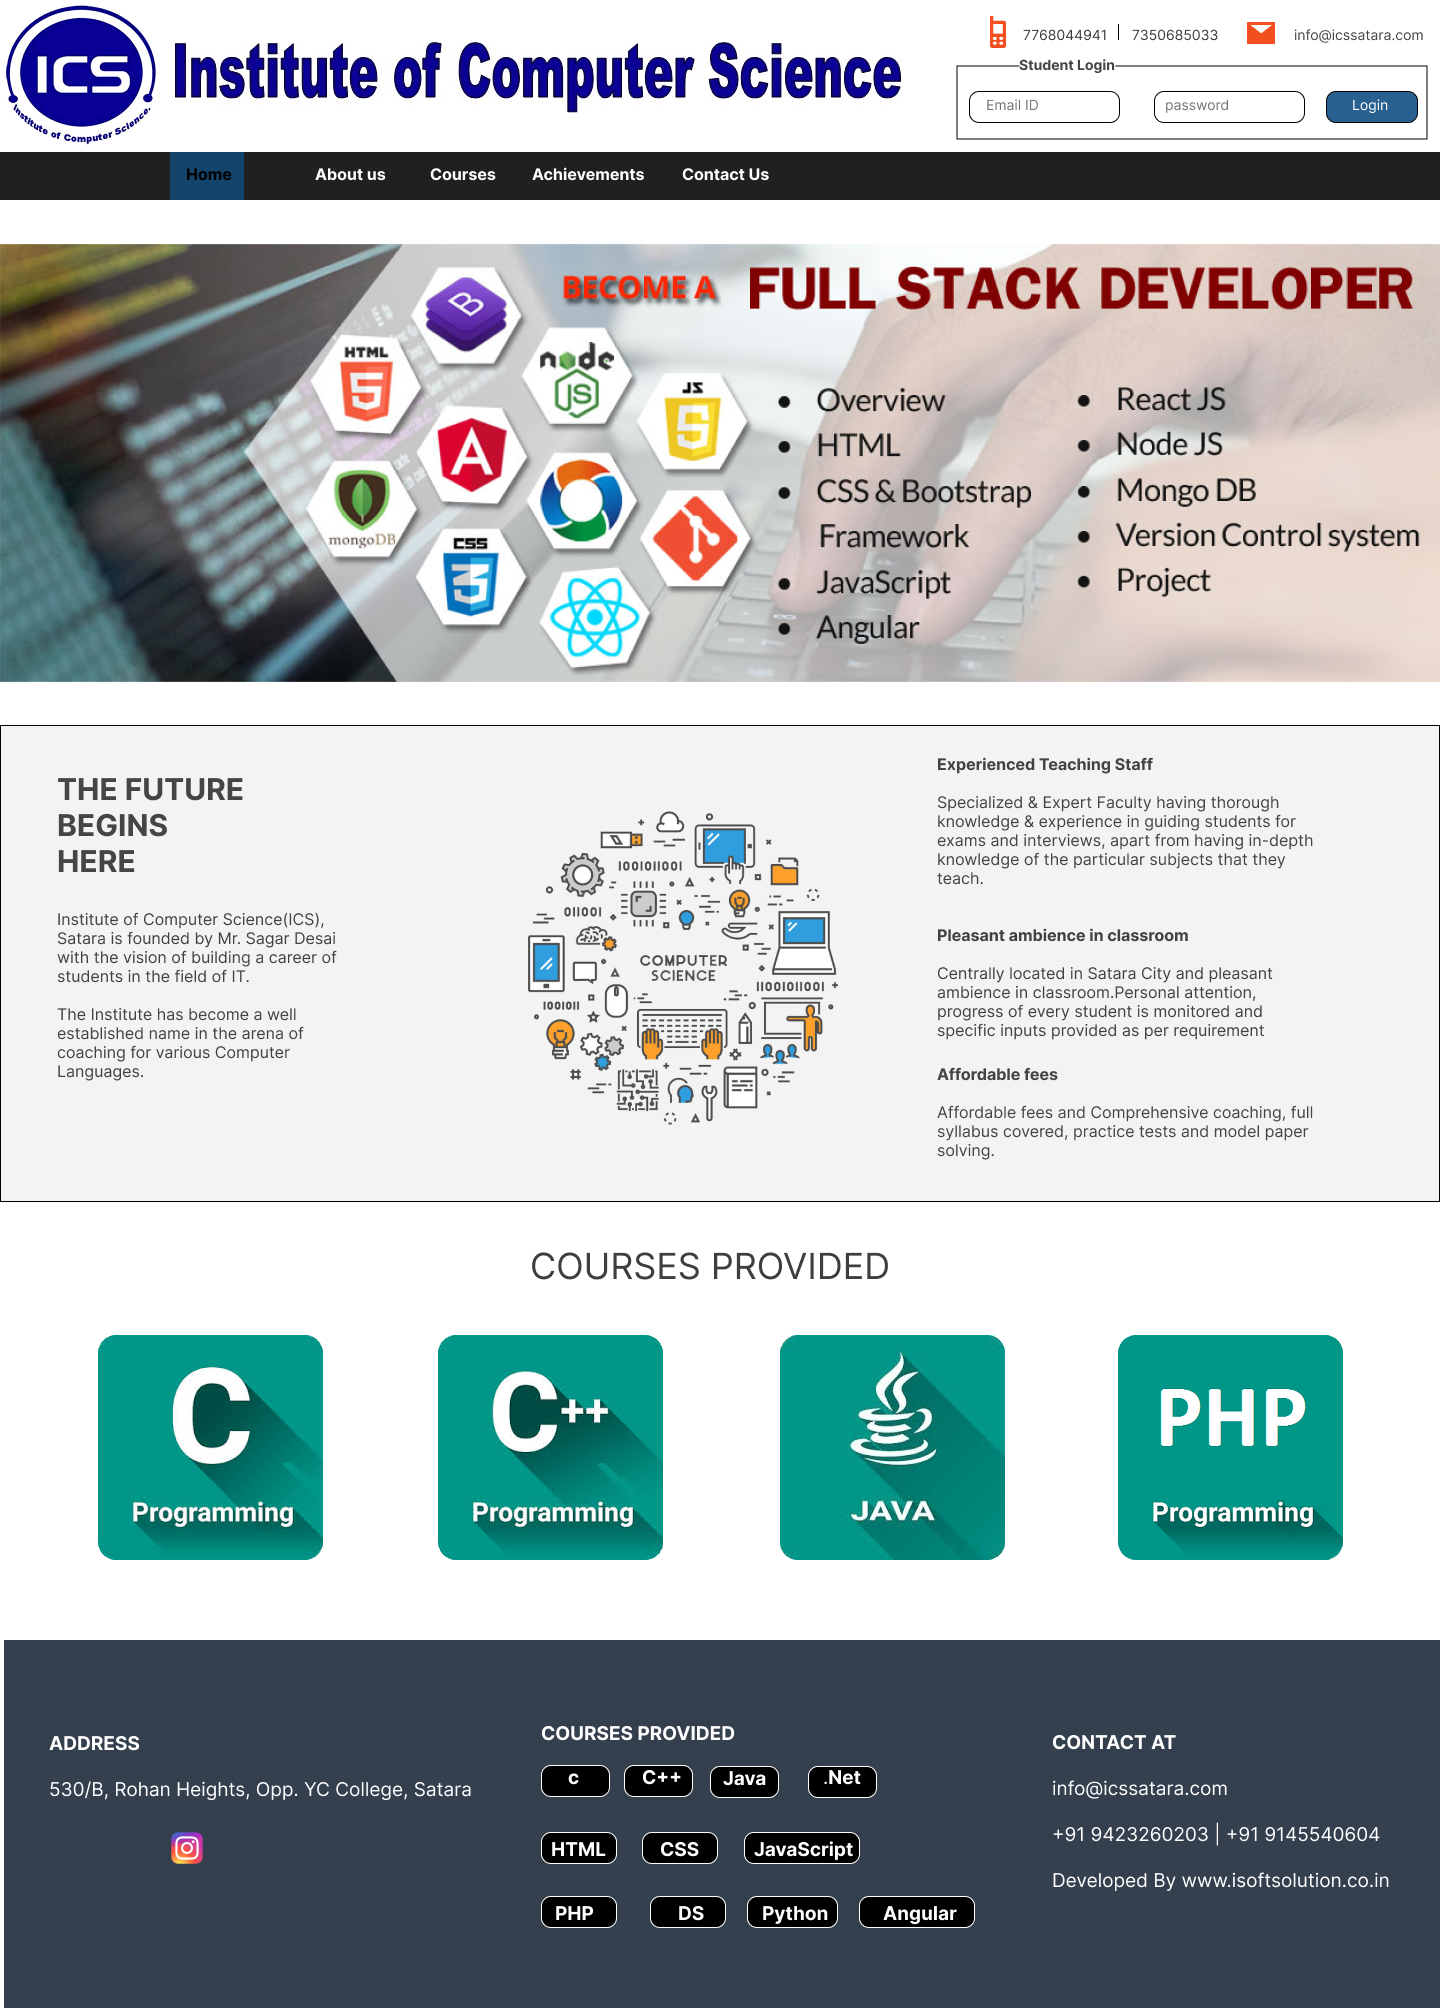 ICS
Institute of Computer Science.
Institute of Computer Science
7768044941 | 7350685033
info@icssatara.com
Student Login
Email ID
password
Login
Home
About us
Courses
Achievements
Contact Us
BECOME A FULL STACK DEVELOPER
B
HTML
5
node
JS
JS
5
A
mongoDB
CSS
3
• Overview
• HTML
• CSS & Bootstrap
Framework
• JavaScript
• Angular
• React JS
• Node JS
• Mongo DB
• Version Control system
• Project
THE FUTURE
BEGINS
HERE
Institute of Computer Science(ICS),
Satara is founded by Mr. Sagar Desai
with the vision of building a career of
students in the field of IT.
The Institute has become a well
established name in the arena of
coaching for various Computer
Languages.
1001011001
011001
COMPUTER
SCIENCE
1001011
11001011001
Experienced Teaching Staff
Specialized & Expert Faculty having thorough
knowledge & experience in guiding students for
exams and interviews, apart from having in-depth
knowledge of the particular subjects that they
teach.
Pleasant ambience in classroom
Centrally located in Satara City and pleasant
ambience in classroom.Personal attention,
progress of every student is monitored and
specific inputs provided as per requirement
Affordable fees
Affordable fees and Comprehensive coaching, full
syllabus covered, practice tests and model paper
solving.
COURSES PROVIDED
C
Programming
C++
Programming
JAVA
PHP
Programming
ADDRESS
530/B, Rohan Heights, Opp. YC College, Satara
COURSES PROVIDED
c
C++
Java
.Net
HTML
CSS
JavaScript
PHP
DS
Python
Angular
CONTACT AT
info@icssatara.com
+91 9423260203 | +91 9145540604
Developed By www.isoftsolution.co.in